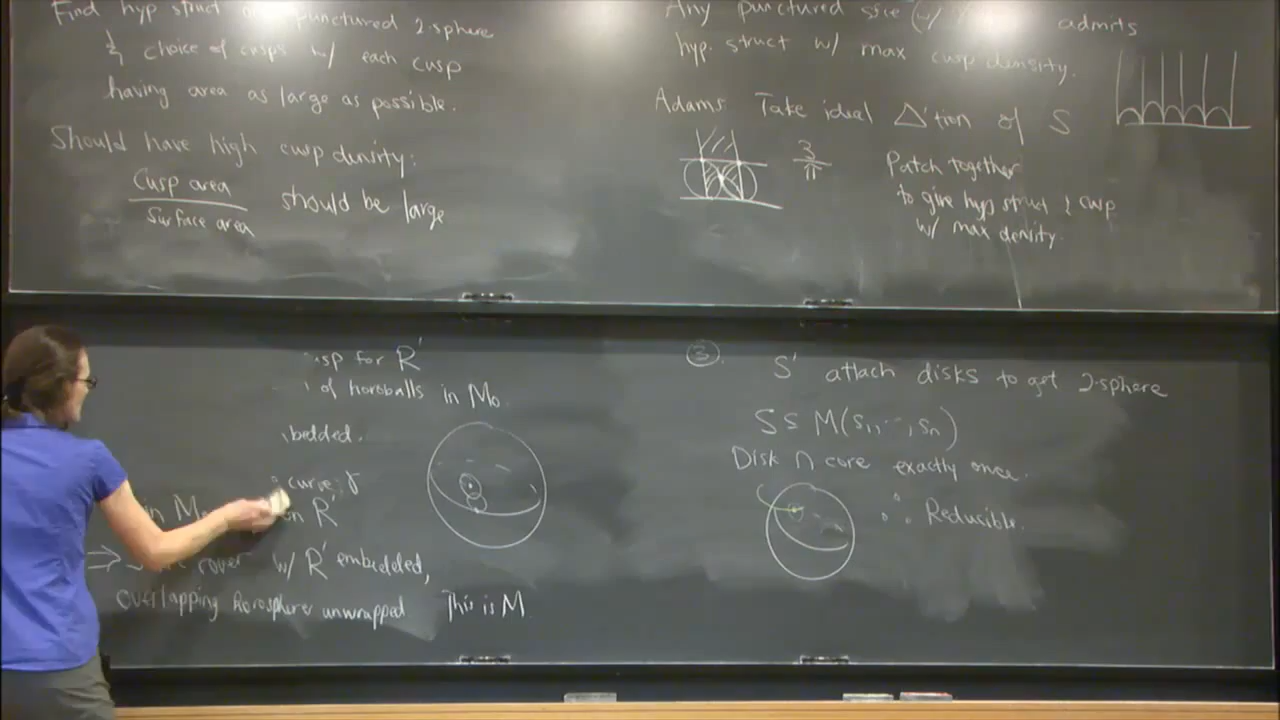 Find hyp struct on punctured 2-sphere
& choice of cusps w/ each cusp
having area as large as possible.
Should have high cusp density:
Cusp area
Surface area
should be large
Any punctured admits
hyp. struct w/ max cusp density.
Adams Take ideal Δ'tion of S
3
π
Patch together
to give hyp struct & cusp
w/ max density.
usp for R'
of horoballs in M₀
bedded.
curve γ
in M on R'
⇒ cover w/ R' embedded,
overlapping horosphere unwrapped This is M
③. S' attach disks to get 2-sphere
S ⊆ M(s₁, ..., sₙ)
Disk ∩ core exactly once.
∴ Reducible.